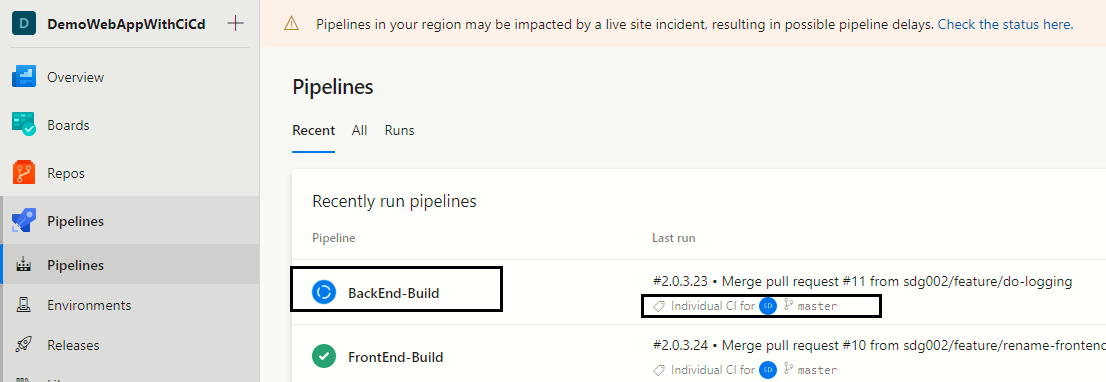 D DemoWebAppWithCiCd
Pipelines in your region may be impacted by a live site incident, resulting in possible pipeline delays. Check the status here.
Overview
Boards
Repos
Pipelines
Pipelines
Environments
Releases
Pipelines
Recent All Runs
Recently run pipelines
Pipeline Last run
BackEnd-Build #2.0.3.23 • Merge pull request #11 from sdg002/feature/do-logging
Individual CI for SD master
FrontEnd-Build #2.0.3.24 • Merge pull request #10 from sdg002/feature/rename-frontend
Individual CI for SD master